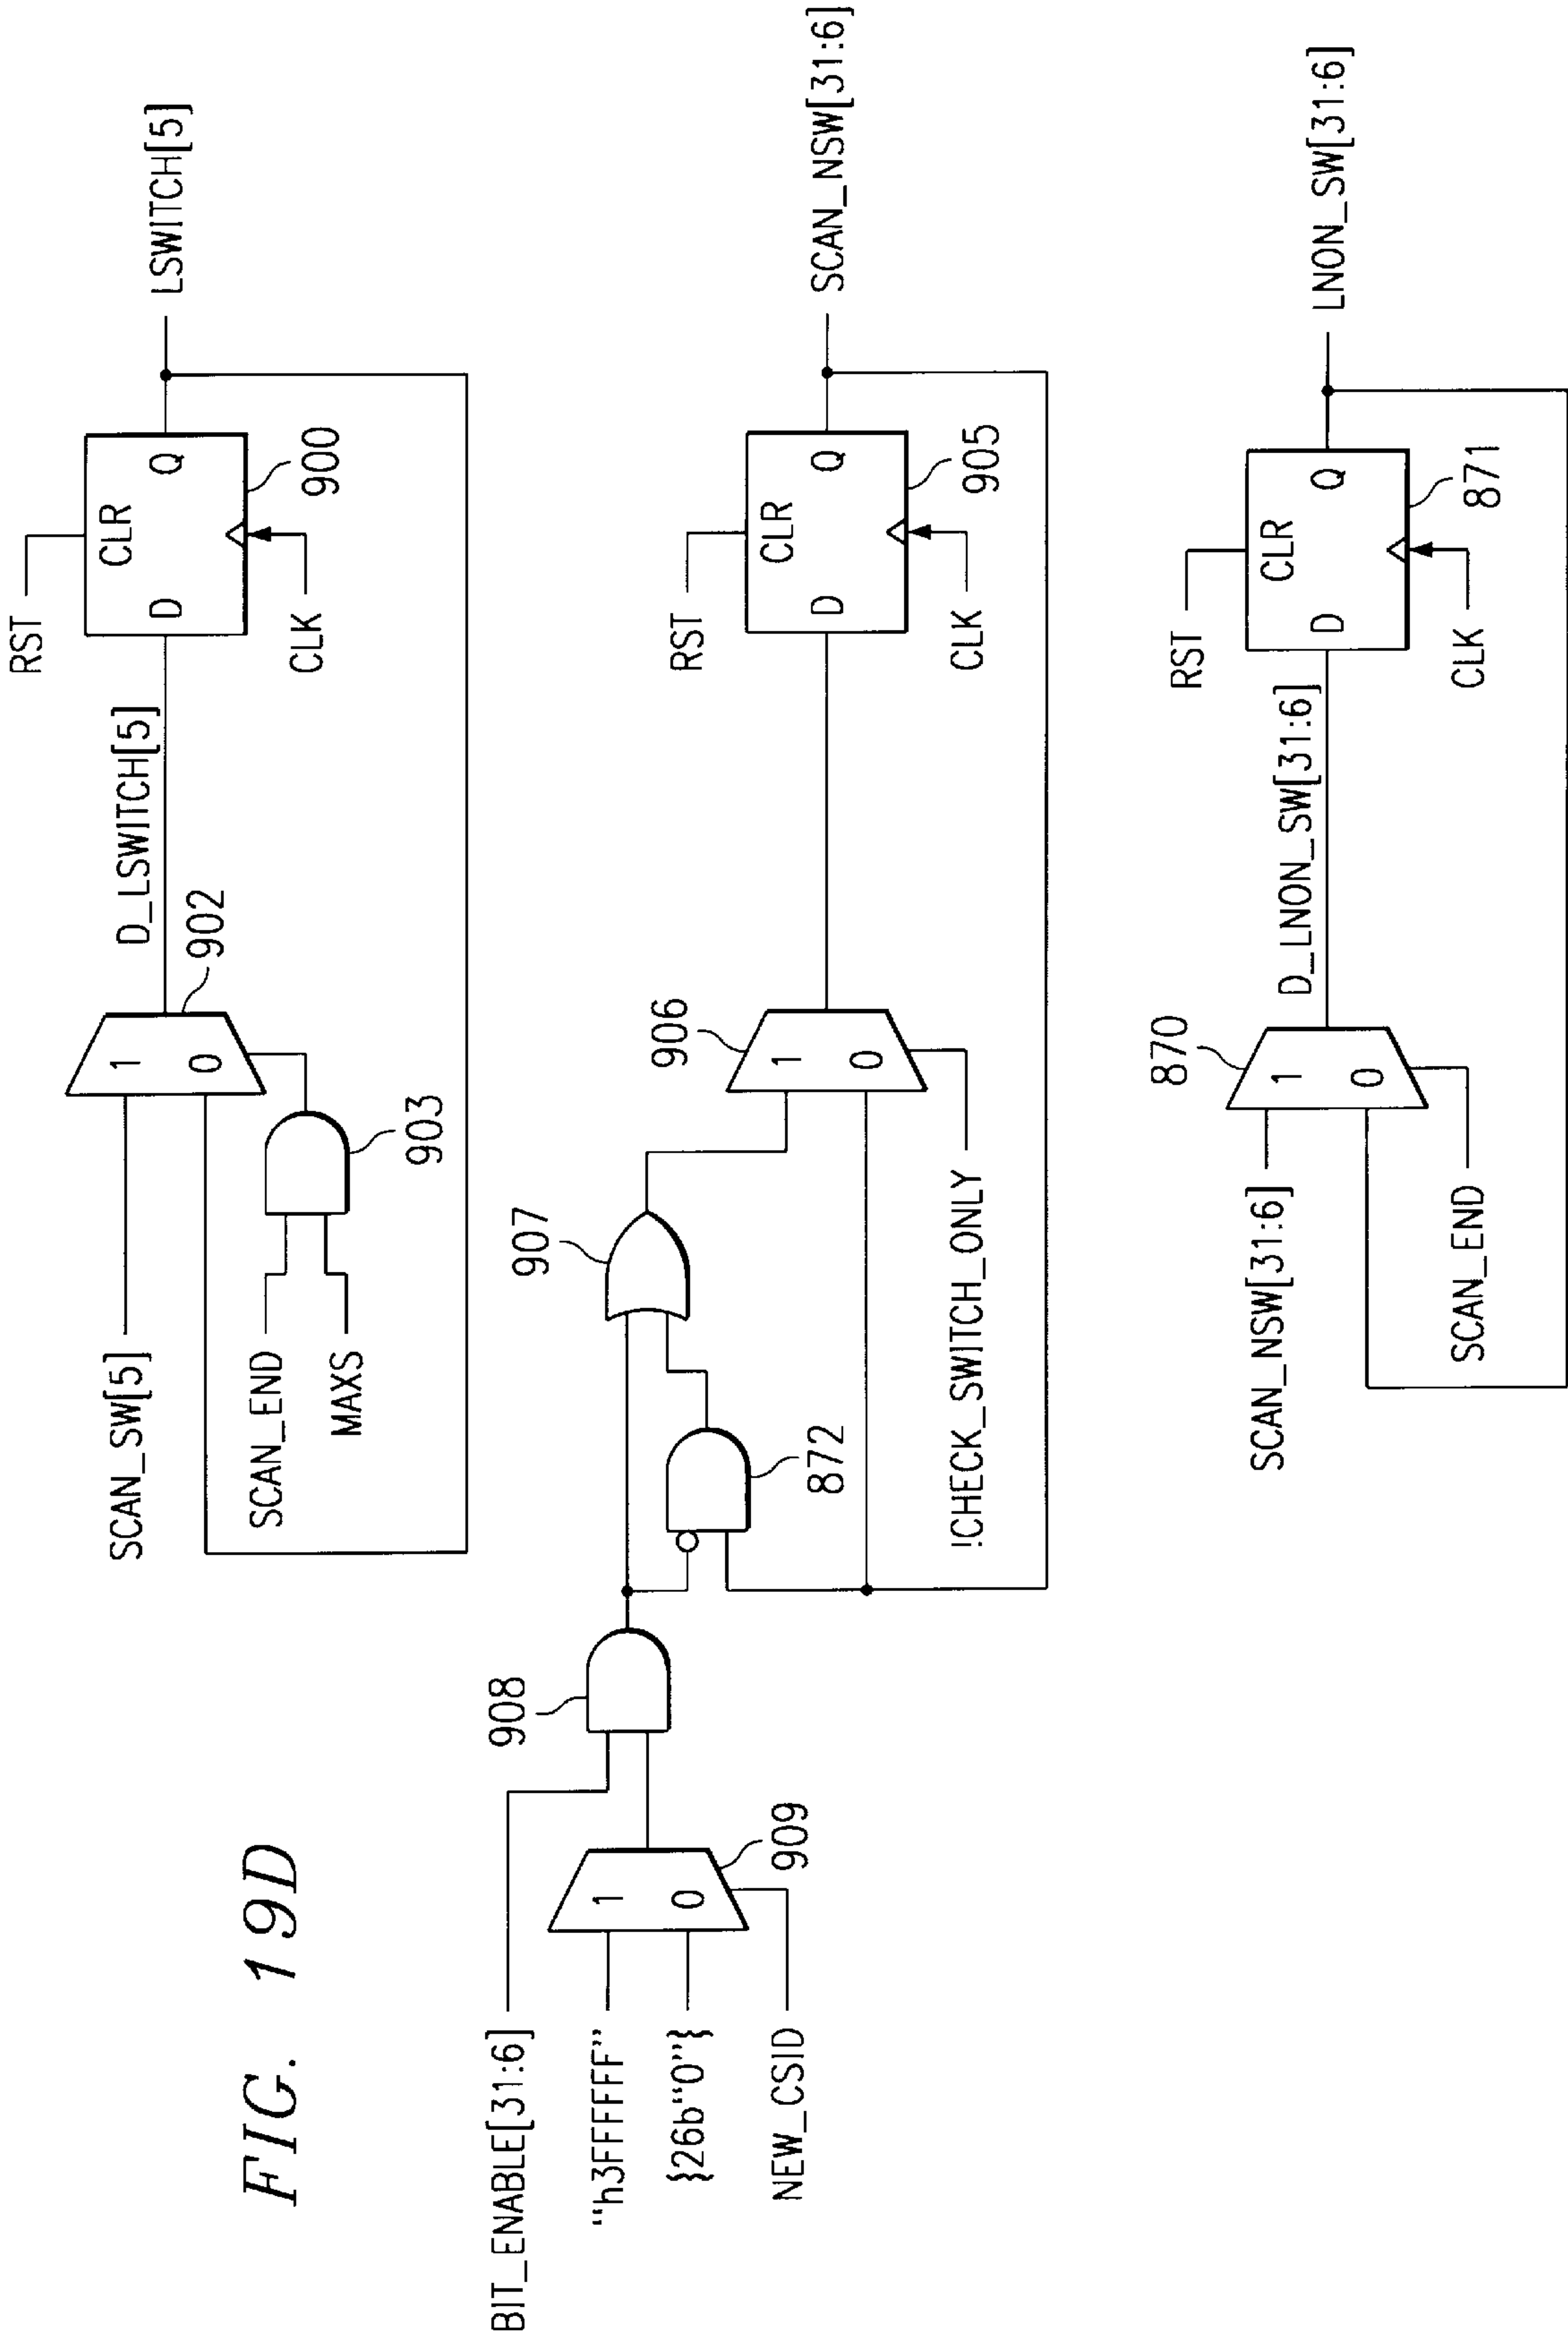 FIG. 19D
SCAN_SW[5]
SCAN_END
MAXS
1
0
902
903
D_LSWITCH[5]
RST
D
CLR
Q
CLK
900
LSWITCH[5]
BIT_ENABLE[31:6]
"h3FFFFFF"
{26b"0"}
NEW_CSID
1
0
909
908
872
907
!CHECK_SWITCH_ONLY
1
0
906
RST
D
CLR
Q
CLK
905
SCAN_NSW[31:6]
SCAN_NSW[31:6]
SCAN_END
1
0
870
D_LNON_SW[31:6]
RST
D
CLR
Q
CLK
871
LNON_SW[31:6]